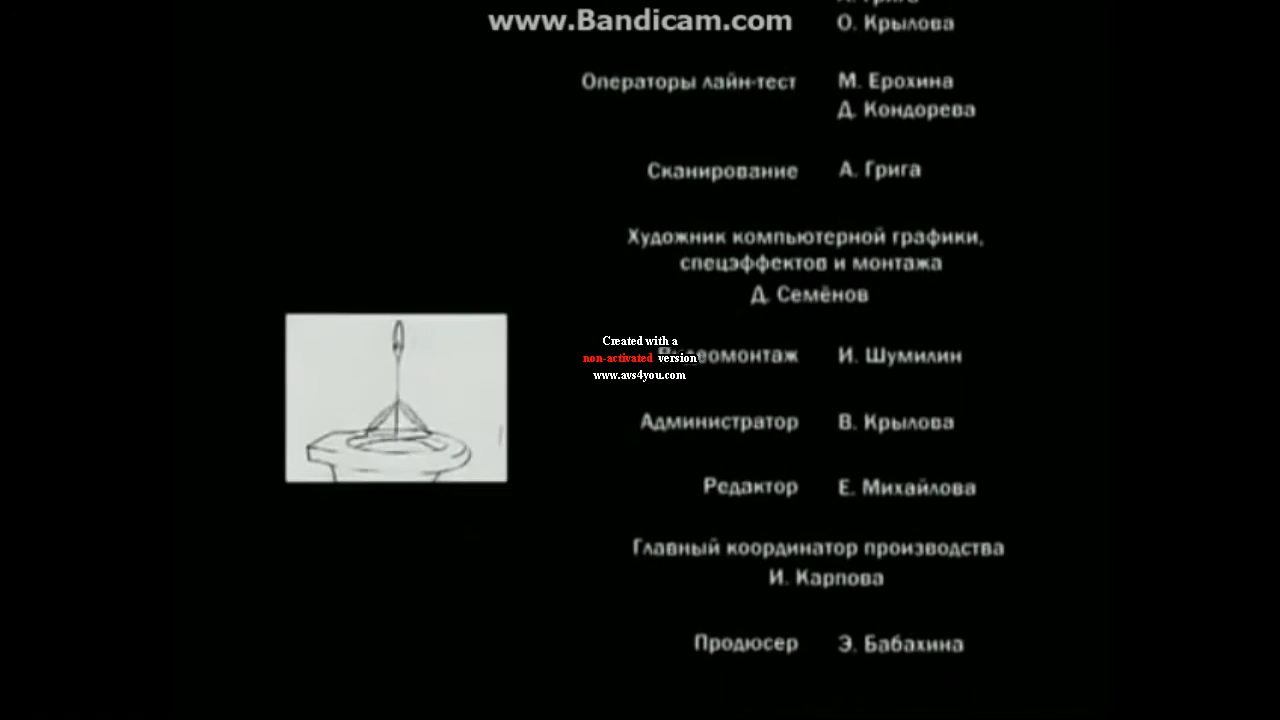 www.Bandicam.com
О. Крылова
Операторы лайн-тест М. Ерохина
Д. Кондорева
Сканирование А. Грига
Художник компьютерной графики,
спецэффектов и монтажа
Д. Семёнов
Created with a
non-activated version
www.avs4you.com
Видеомонтаж И. Шумилин
Администратор В. Крылова
Редактор Е. Михайлова
Главный координатор производства
И. Карпова
Продюсер Э. Бабахина